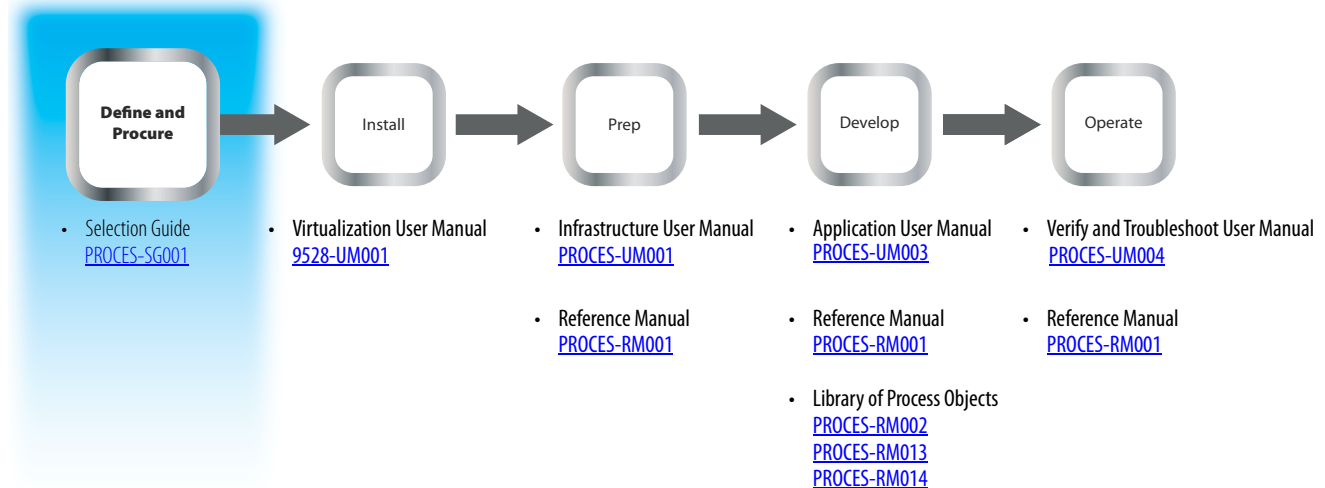 Define and
Procure
Install
Prep
Develop
Operate
• Selection Guide
PROCES-SG001
• Virtualization User Manual
9528-UM001
• Infrastructure User Manual
PROCES-UM001
• Reference Manual
PROCES-RM001
• Application User Manual
PROCES-UM003
• Reference Manual
PROCES-RM001
• Library of Process Objects
PROCES-RM002
PROCES-RM013
PROCES-RM014
• Verify and Troubleshoot User Manual
PROCES-UM004
• Reference Manual
PROCES-RM001